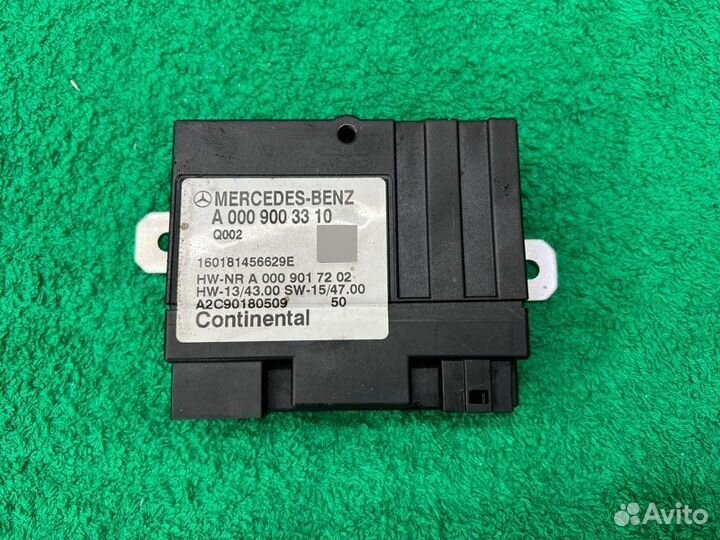 MERCEDES-BENZ
A 000 900 33 10
Q002
160181456629E
HW-NR A 000 901 72 02
HW-13/43.00 SW-15/47.00
A2C90180509 50
Continental
Avito